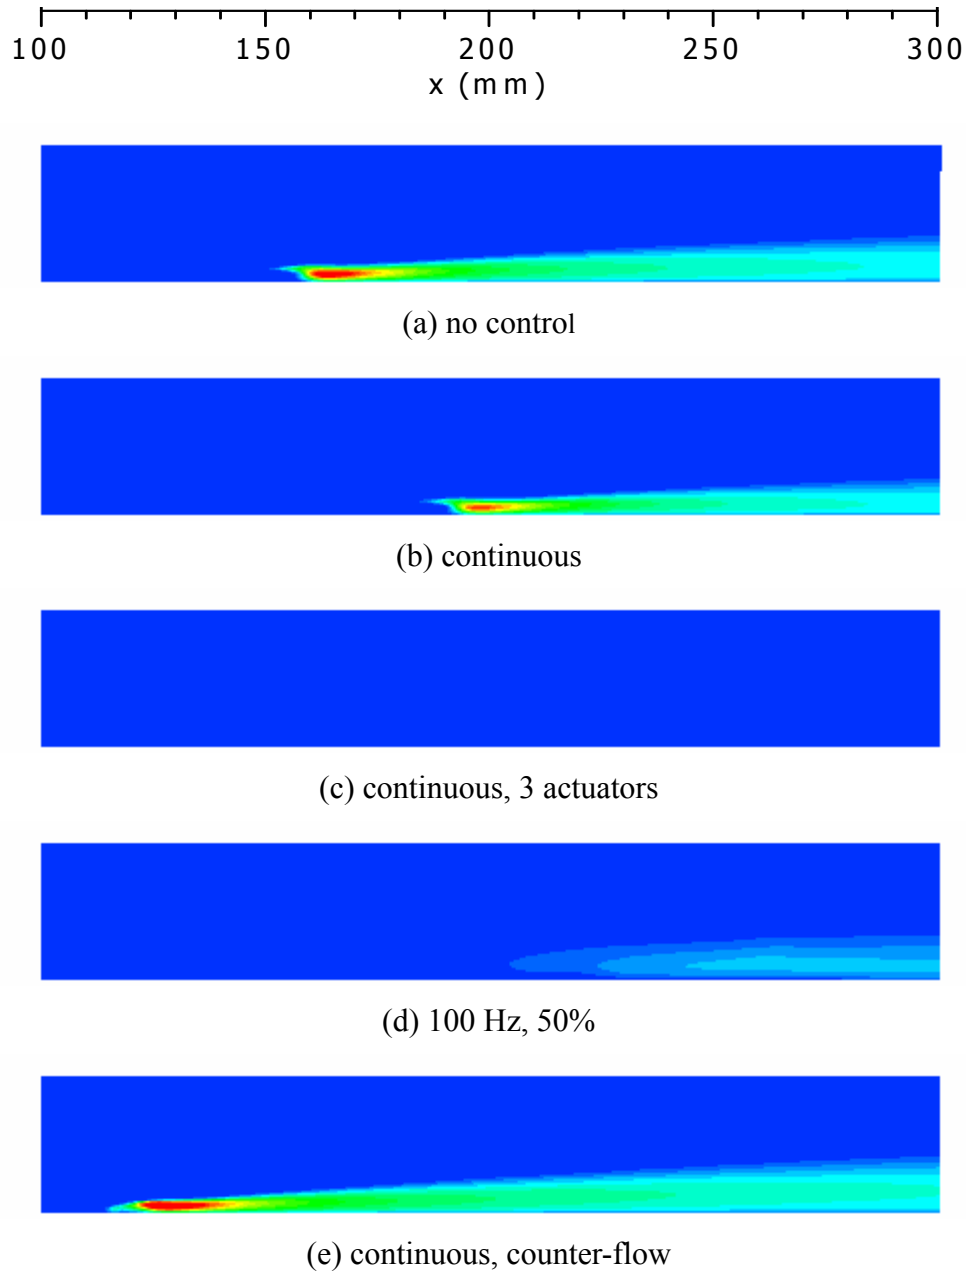 100 150 200 250 300
x (mm)
(a) no control
(b) continuous
(c) continuous, 3 actuators
(d) 100 Hz, 50%
(e) continuous, counter-flow